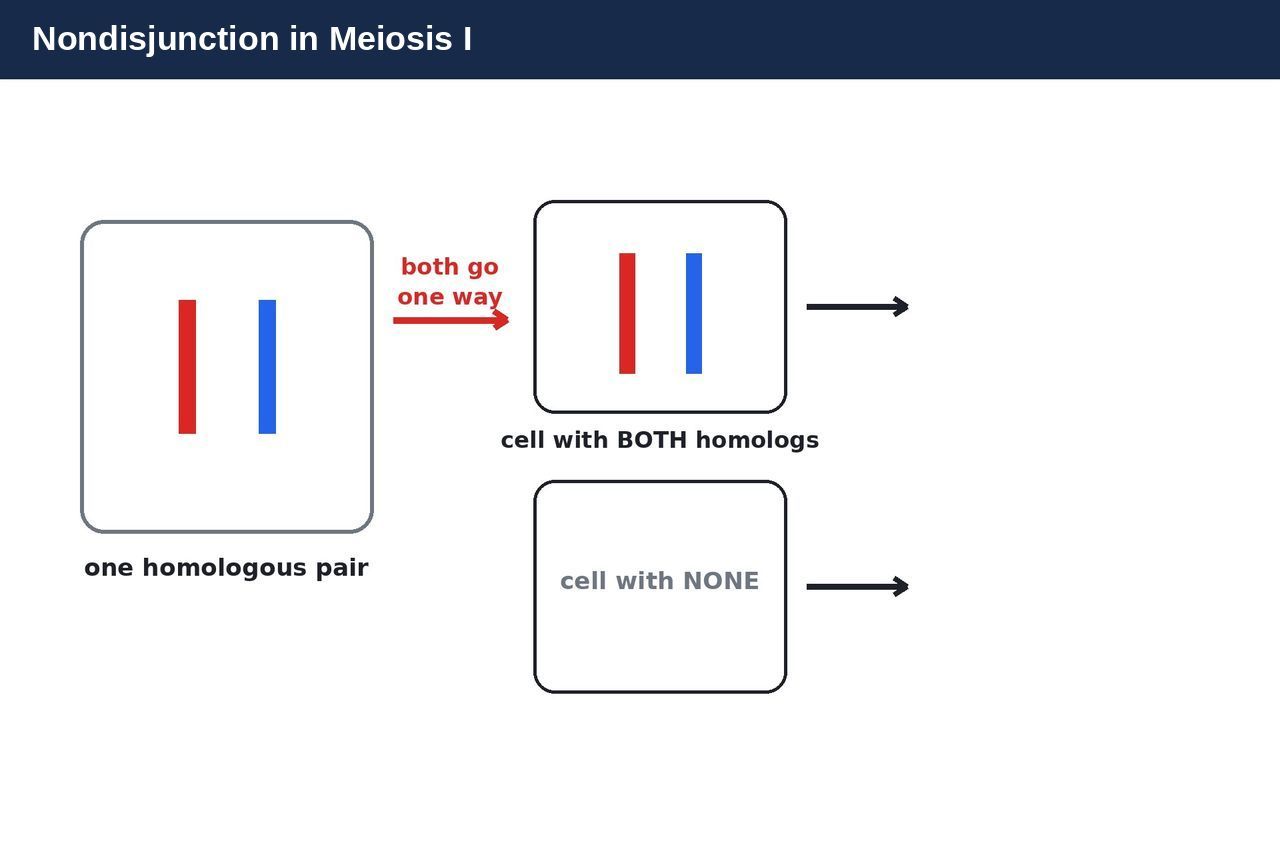 Nondisjunction in Meiosis I
both go
one way
cell with BOTH homologs
one homologous pair
cell with NONE